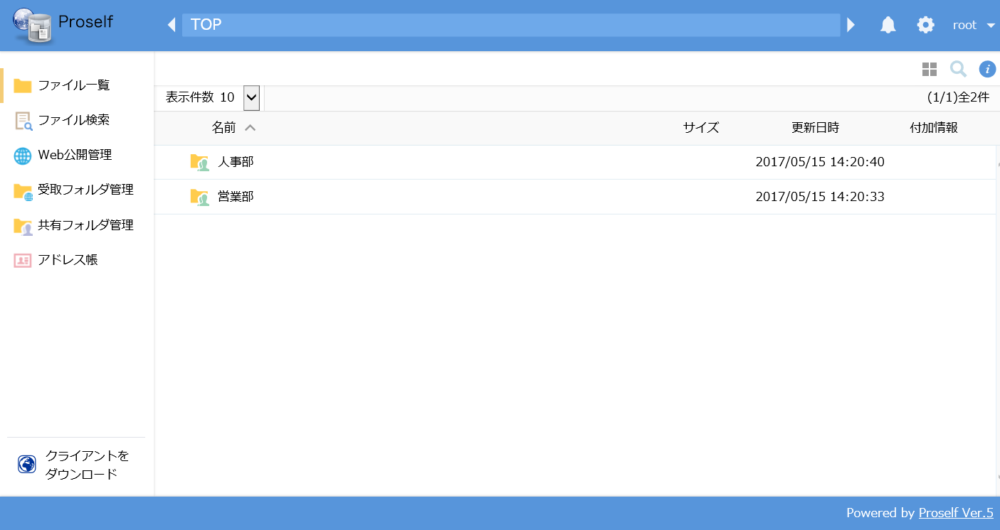 Proself
TOP
root
ファイル一覧
ファイル検索
Web公開管理
受取フォルダ管理
共有フォルダ管理
アドレス帳
クライアントを
ダウンロード
表示件数 10
(1/1)全2件
名前 サイズ 更新日時 付加情報
人事部 2017/05/15 14:20:40
営業部 2017/05/15 14:20:33
Powered by Proself Ver.5